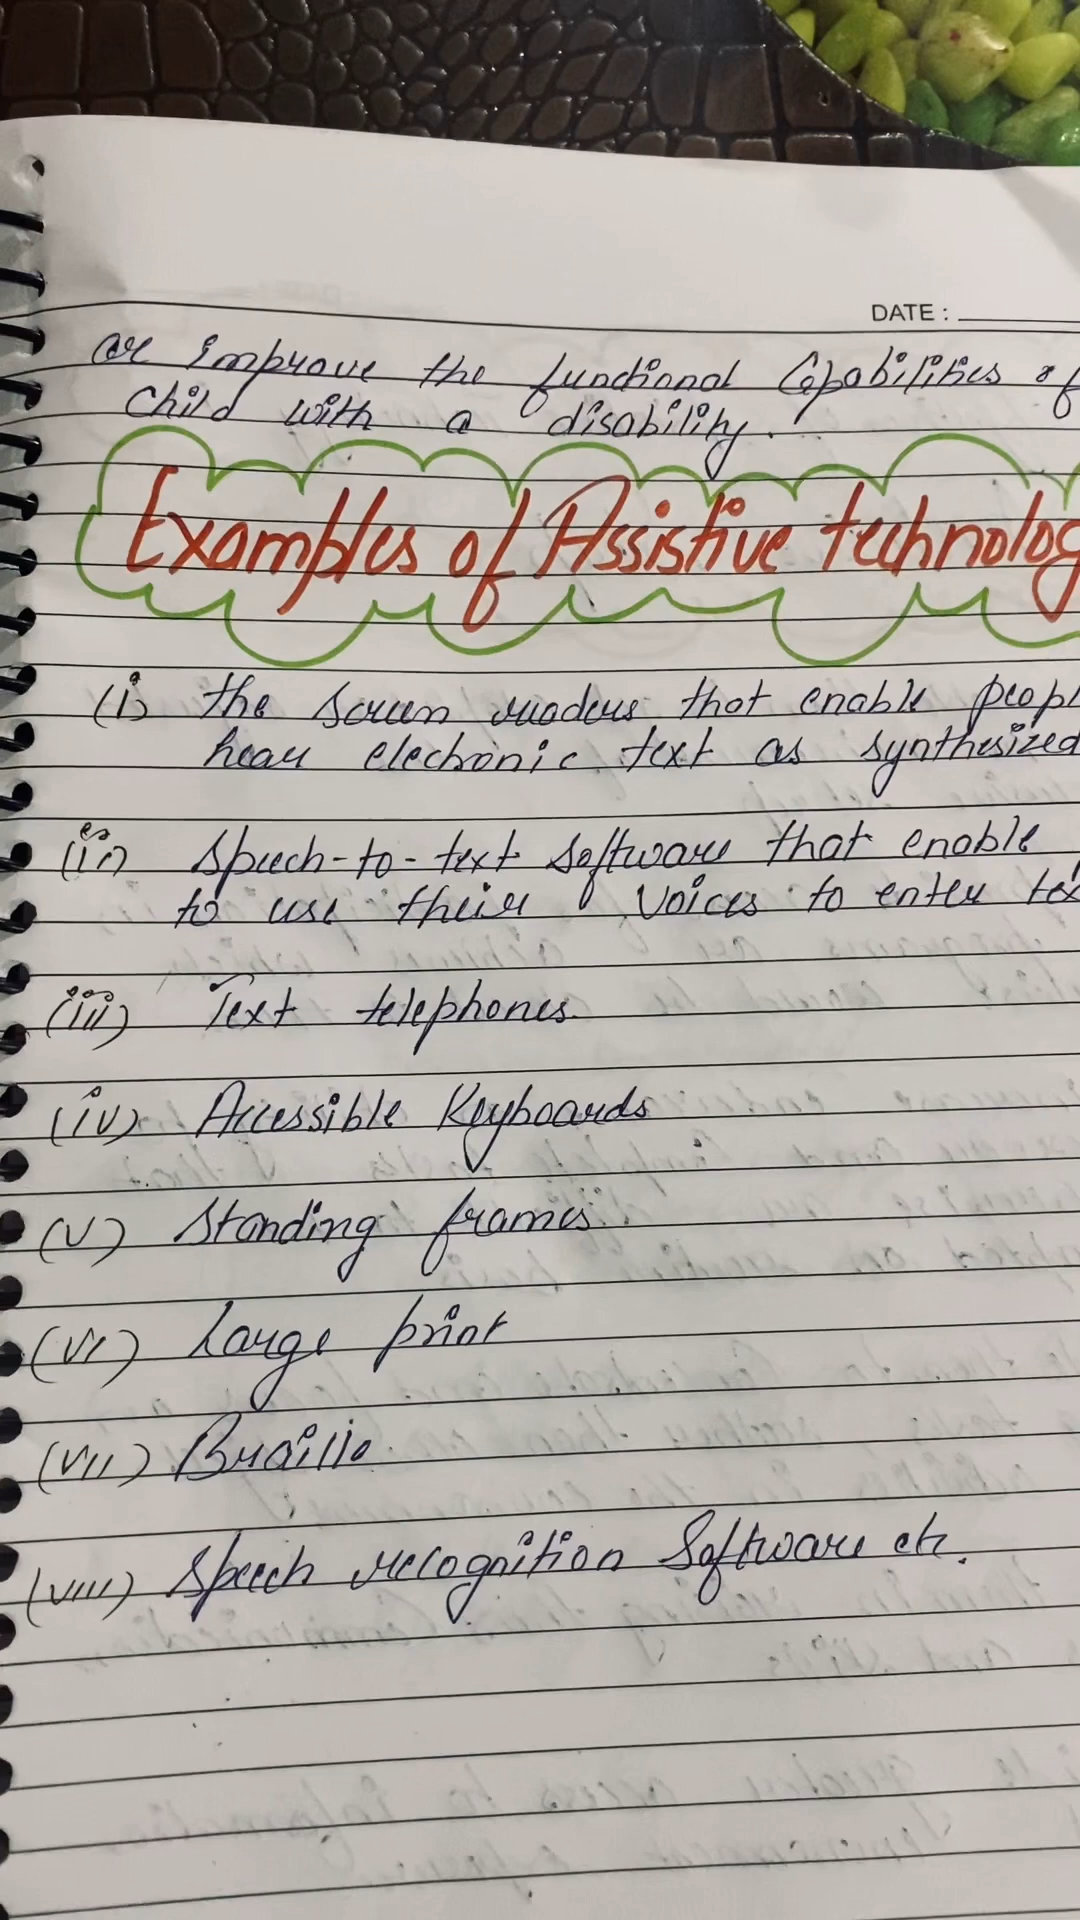 DATE :
or improve the functional Capabilities of
Child with a disability.
Examples of Assistive technolog
(i) the screen readers that enable peopl
hear electronic text as synthesized
(ii) Speech-to-text software that enable
to use their Voices to enter tex
(iii) Text telephones.
(iv) Accessible Keyboards
(v) Standing frames.
(vi) Large print
(vii) Braille.
(viii) Speech recognition Software etc.